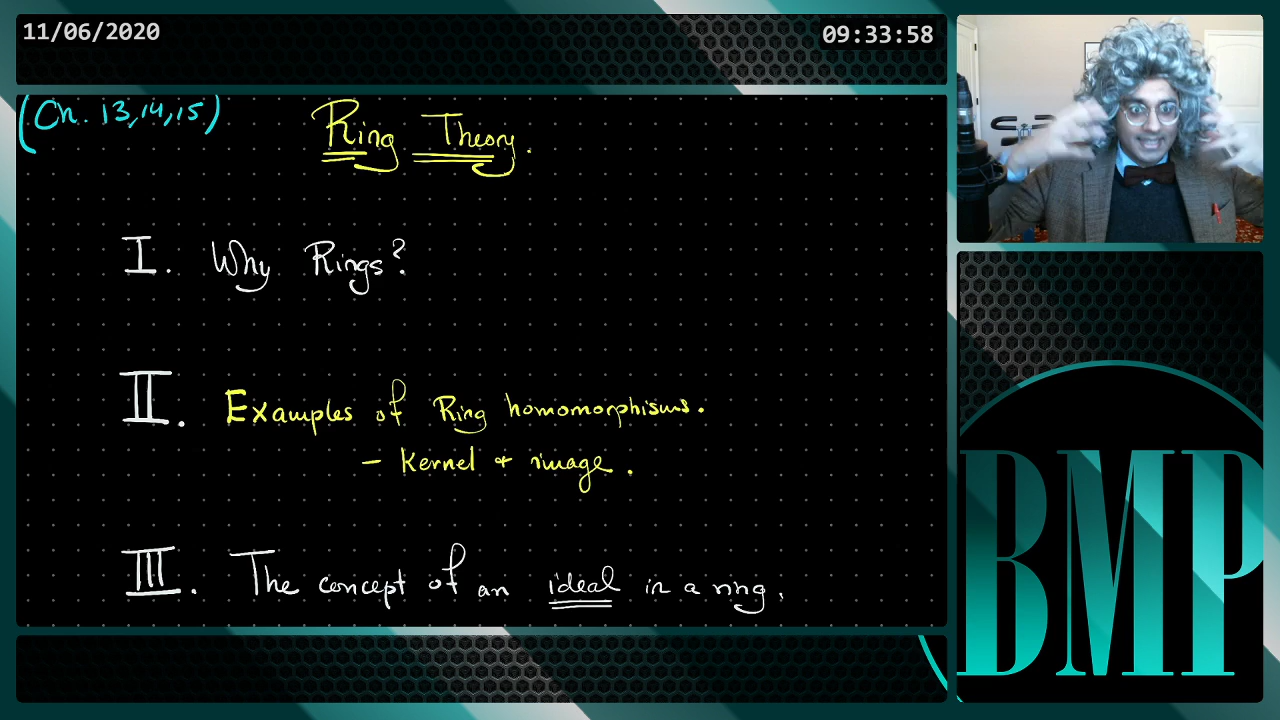 11/06/2020
09:33:58
(Ch. 13,14,15)
Ring Theory.
I. Why Rings?
II. Examples of Ring homomorphisms.
- Kernel & image.
III. The concept of an ideal in a ring.
BMP